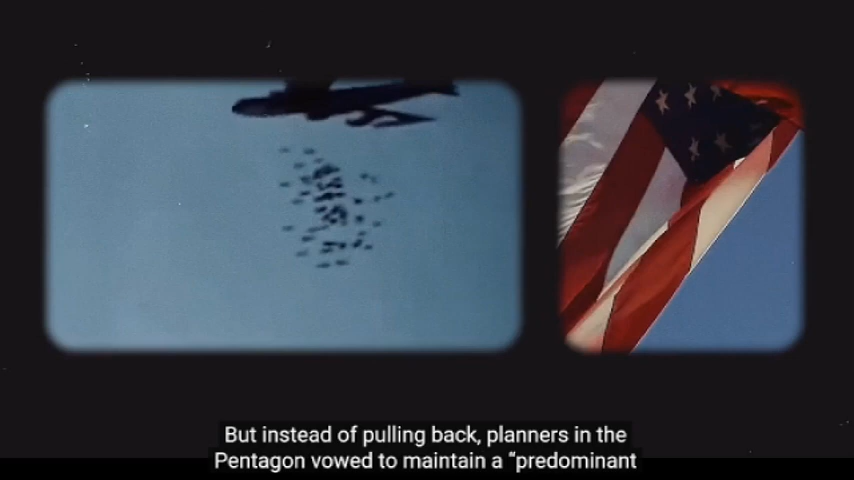 But instead of pulling back, planners in the
Pentagon vowed to maintain a “predominant